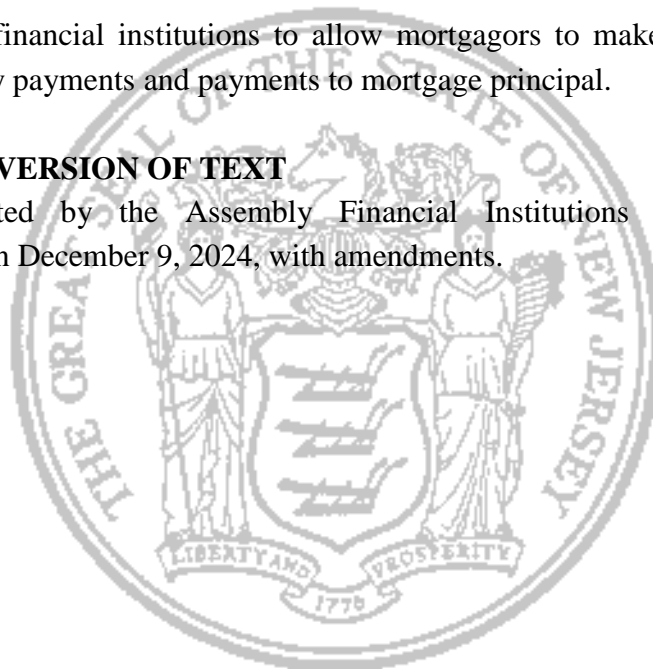 financial institutions to allow mortgagors to make
payments and payments to mortgage principal.
VERSION OF TEXT
by the Assembly Financial Institutions
December 9, 2024, with amendments.
THE GREAT SEAL OF THE STATE OF NEW JERSEY
LIBERTY AND PROSPERITY
1776